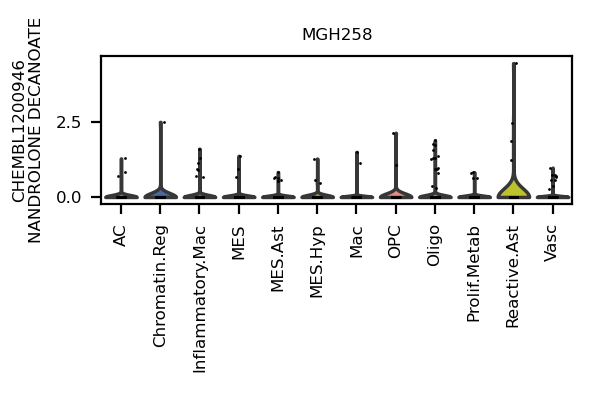 MGH258
CHEMBL1200946
NANDROLONE DECANOATE
2.5
0.0
AC
Chromatin.Reg
Inflammatory.Mac
MES
MES.Ast
MES.Hyp
Mac
OPC
Oligo
Prolif.Metab
Reactive.Ast
Vasc